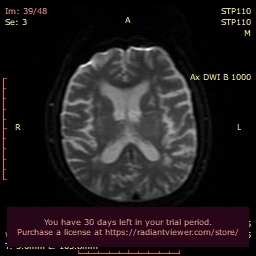 Im: 39/48
Se: 3
STP110
STP110
M
A
Ax DWI B 1000
R
L
You have 30 days left in your trial period.
Purchase a license at https://radiantviewer.com/store/